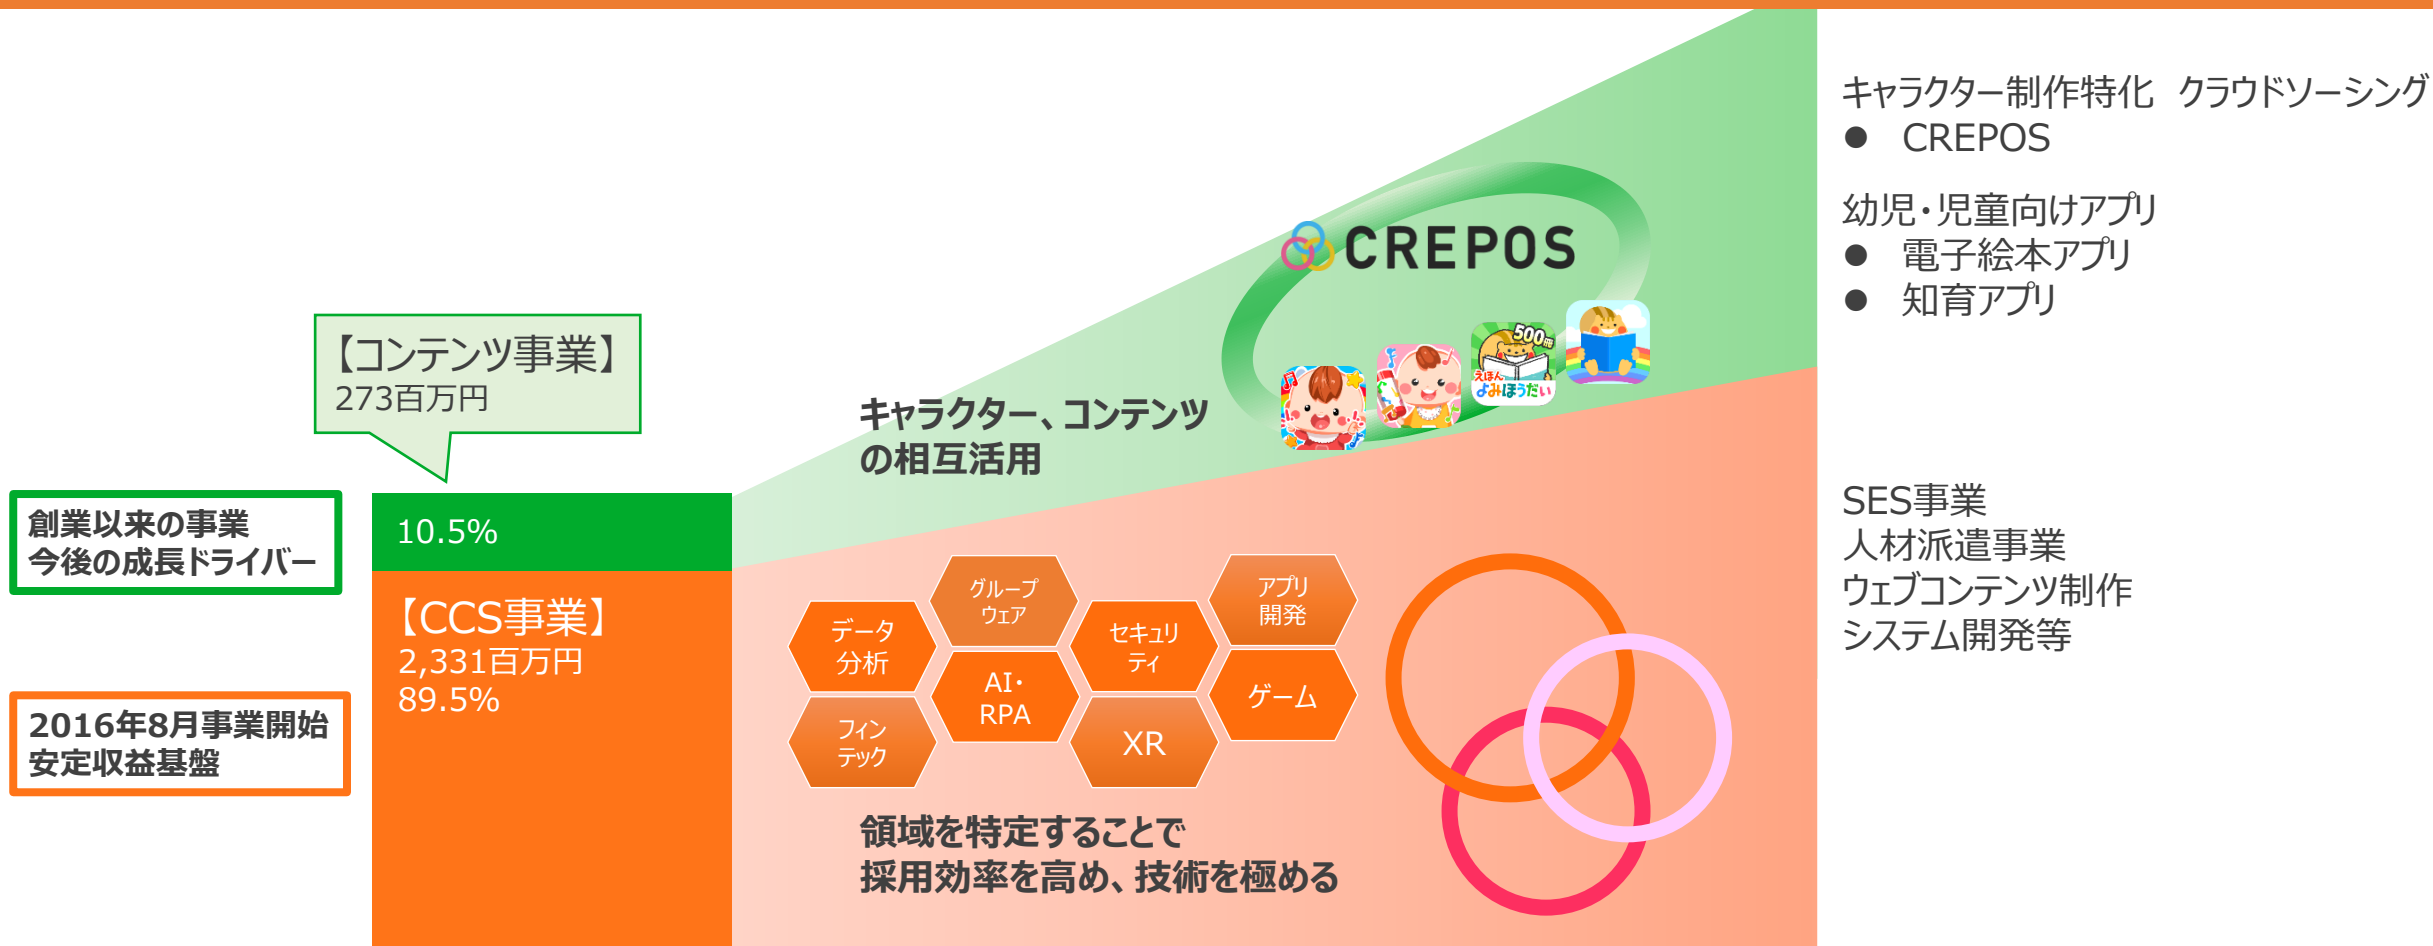 キャラクター制作特化 クラウドソーシング
● CREPOS
幼児・児童向けアプリ
● 電子絵本アプリ
● 知育アプリ
CREPOS
500冊
えほん
よみほうだい
【コンテンツ事業】
273百万円
キャラクター、コンテンツ
の相互活用
創業以来の事業
今後の成長ドライバー
10.5%
【CCS事業】
2,331百万円
89.5%
2016年8月事業開始
安定収益基盤
データ
分析
グループ
ウェア
セキュリ
ティ
アプリ
開発
フィン
テック
AI・
RPA
XR
ゲーム
領域を特定することで
採用効率を高め、技術を極める
SES事業
人材派遣事業
ウェブコンテンツ制作
システム開発等